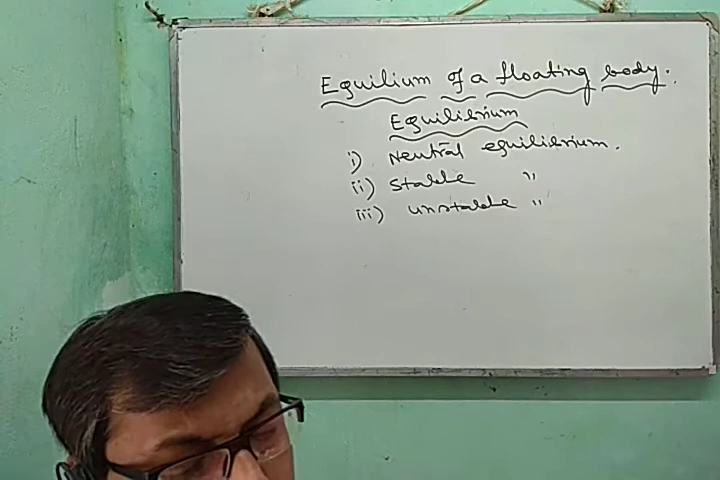 Equilium of a floating body.
Equilibrium
i) Neutral equilibrium.
ii) Stable "
iii) unstable "